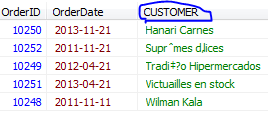 OrderID OrderDate CUSTOMER
10250 2013-11-21 Hanari Carnes
10252 2011-11-21 Supr ^mes d‚lices
10249 2012-04-21 Tradi‡?o Hipermercados
10251 2013-04-21 Victuailles en stock
10248 2011-11-11 Wilman Kala